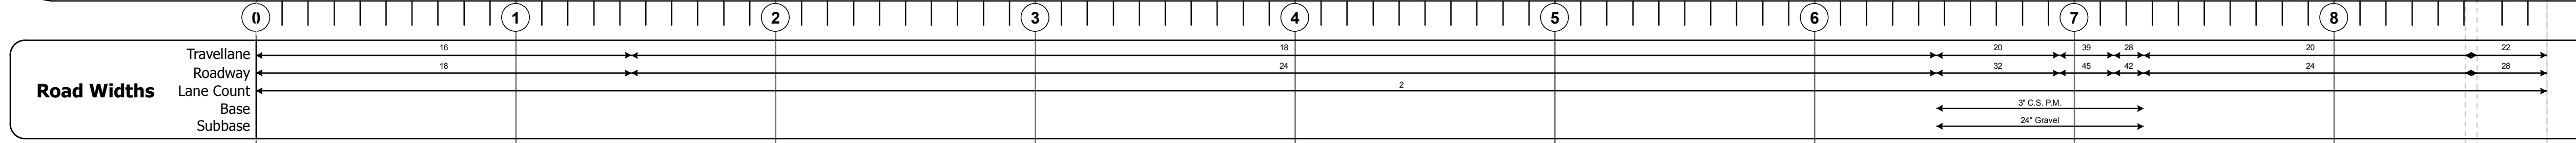 0 1 2 3 4 5 6 7 8
Road Widths
Travellane 16 18 20 39 28 20 22
Roadway 18 24 32 45 42 24 28
Lane Count 2
Base 3" C.S. P.M.
Subbase 24" Gravel